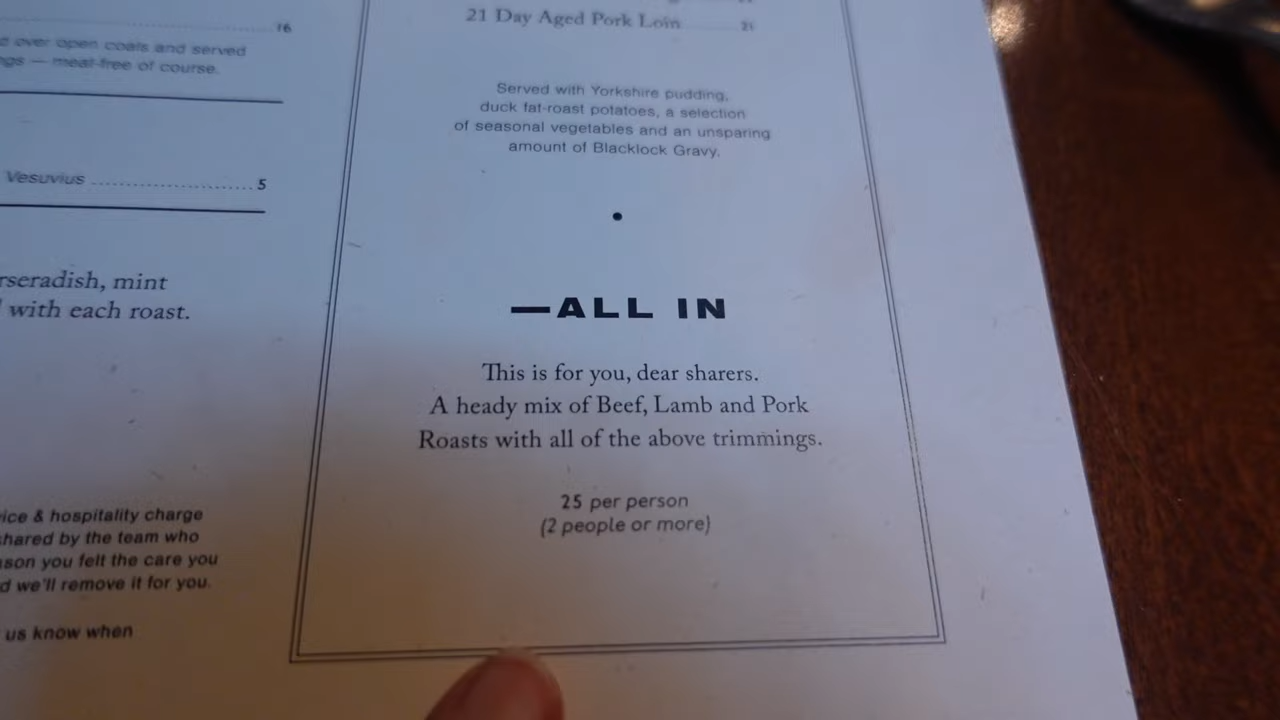 16
over open coals and served
— meat-free of course.
Vesuvius 5
mint
with each roast.
& hospitality charge
shared by the team who
you felt the care you
we'll remove it for you.
us know when
21 Day Aged Pork Loin 21
Served with Yorkshire pudding,
duck fat-roast potatoes, a selection
of seasonal vegetables and an unsparing
amount of Blacklock Gravy.
—ALL IN
This is for you, dear sharers.
A heady mix of Beef, Lamb and Pork
Roasts with all of the above trimmings.
25 per person
(2 people or more)